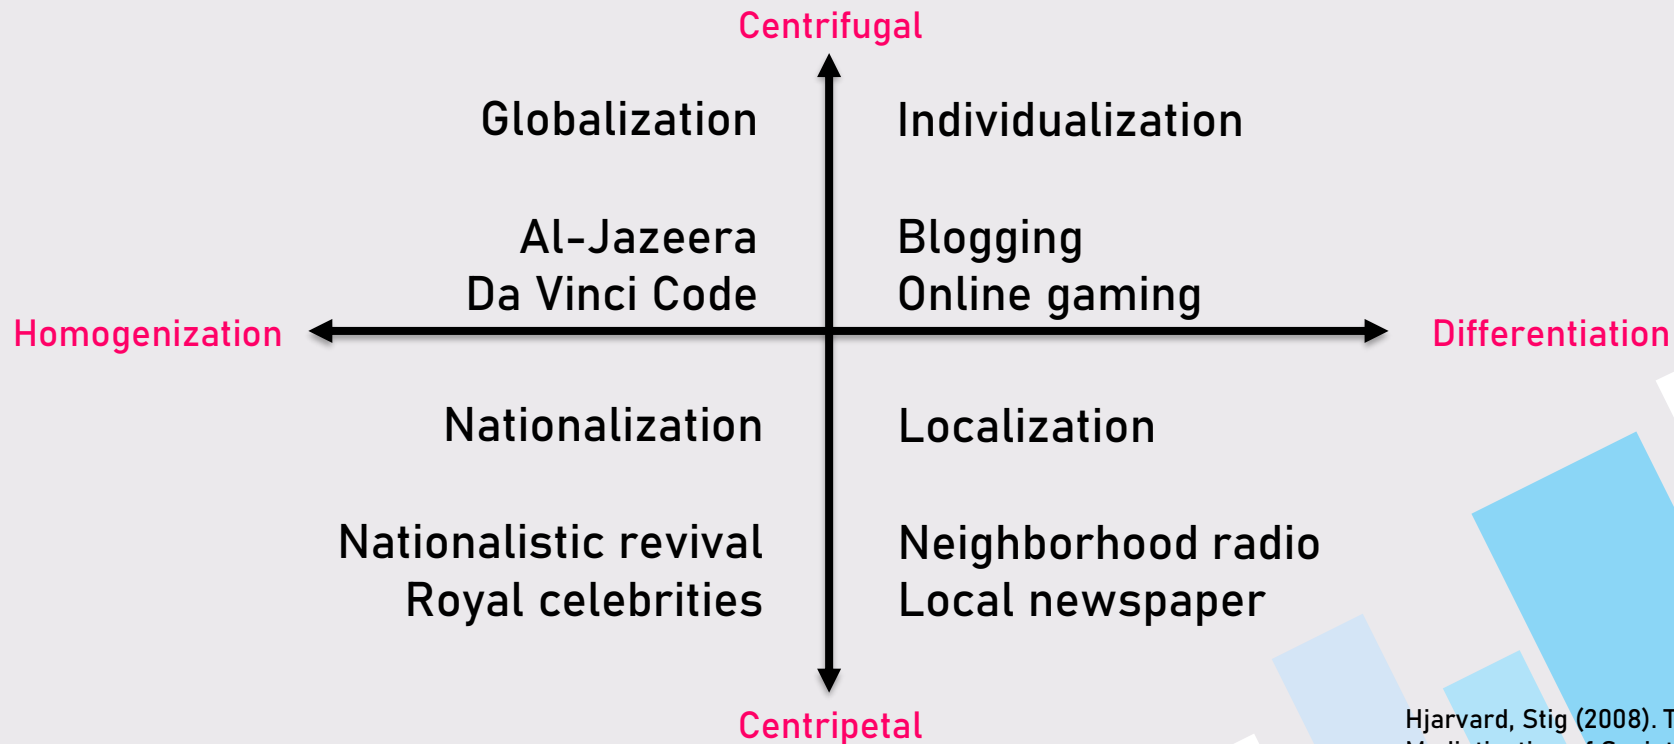 Centrifugal
Globalization
Individualization
Al-Jazeera
Da Vinci Code
Blogging
Online gaming
Homogenization
Differentiation
Nationalization
Localization
Nationalistic revival
Royal celebrities
Neighborhood radio
Local newspaper
Centripetal
Hjarvard, Stig (2008). T